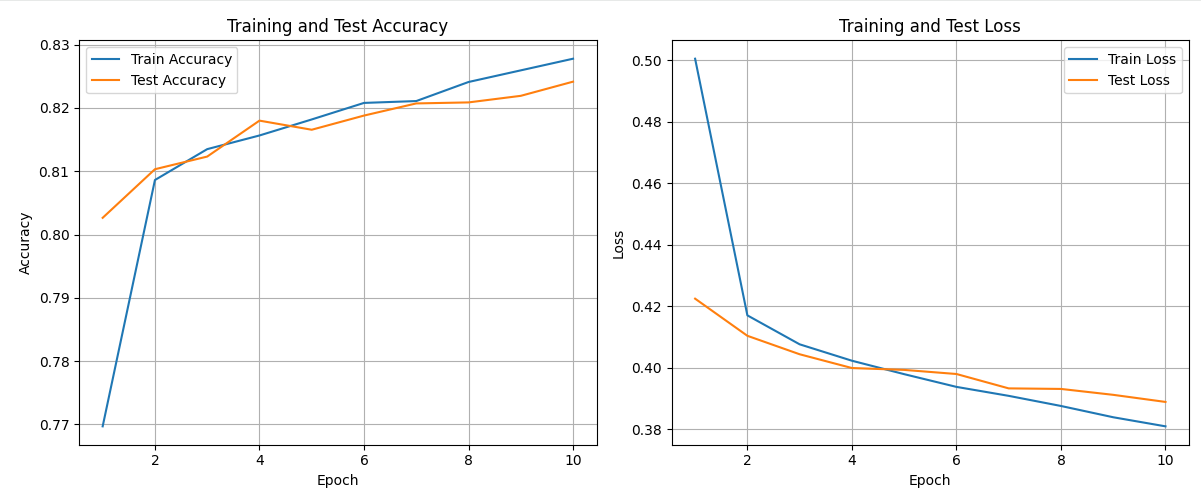 Training and Test Accuracy
Train Accuracy
Test Accuracy
0.83
0.82
0.81
0.80
0.79
0.78
0.77
Accuracy
2 4 6 8 10
Epoch
Training and Test Loss
Train Loss
Test Loss
0.50
0.48
0.46
0.44
0.42
0.40
0.38
Loss
2 4 6 8 10
Epoch